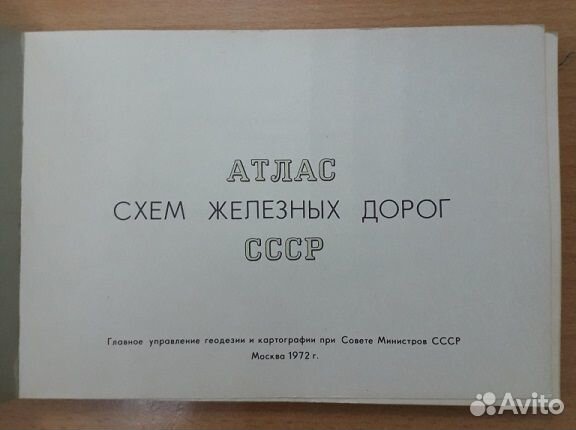 АТЛАС
СХЕМ ЖЕЛЕЗНЫХ ДОРОГ
СССР
Главное управление геодезии и картографии при Совете Министров СССР
Москва 1972 г.
Avito